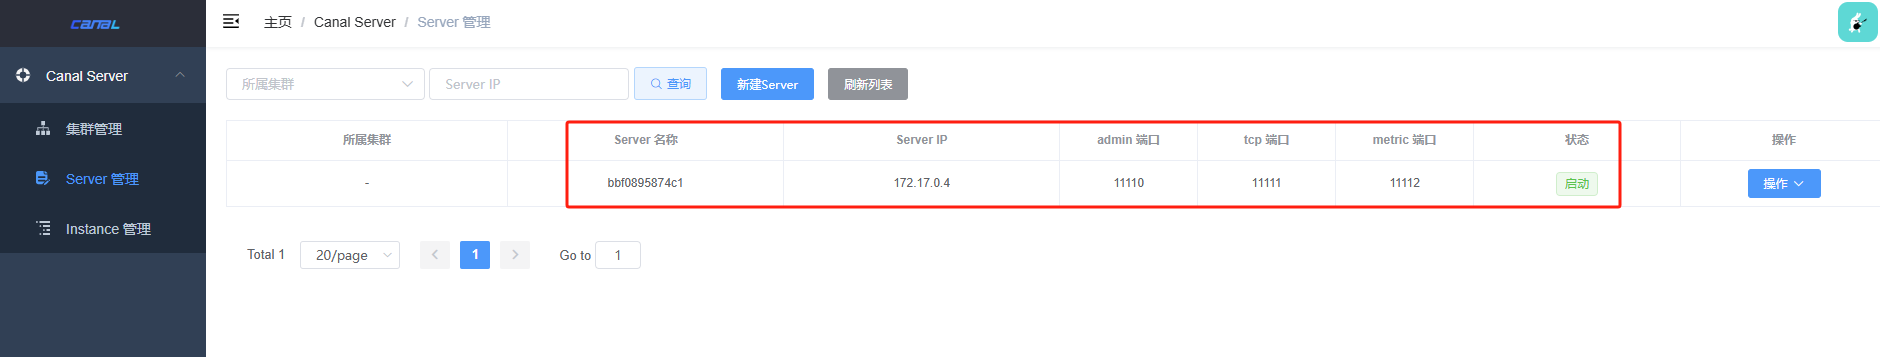 CANAL
主页 / Canal Server / Server 管理
Canal Server
集群管理
Server 管理
Instance 管理
所属集群 Server IP 查询 新建Server 刷新列表
所属集群 Server 名称 Server IP admin 端口 tcp 端口 metric 端口 状态 操作
- bbf0895874c1 172.17.0.4 11110 11111 11112 启动 操作
Total 1 20/page 1 Go to 1